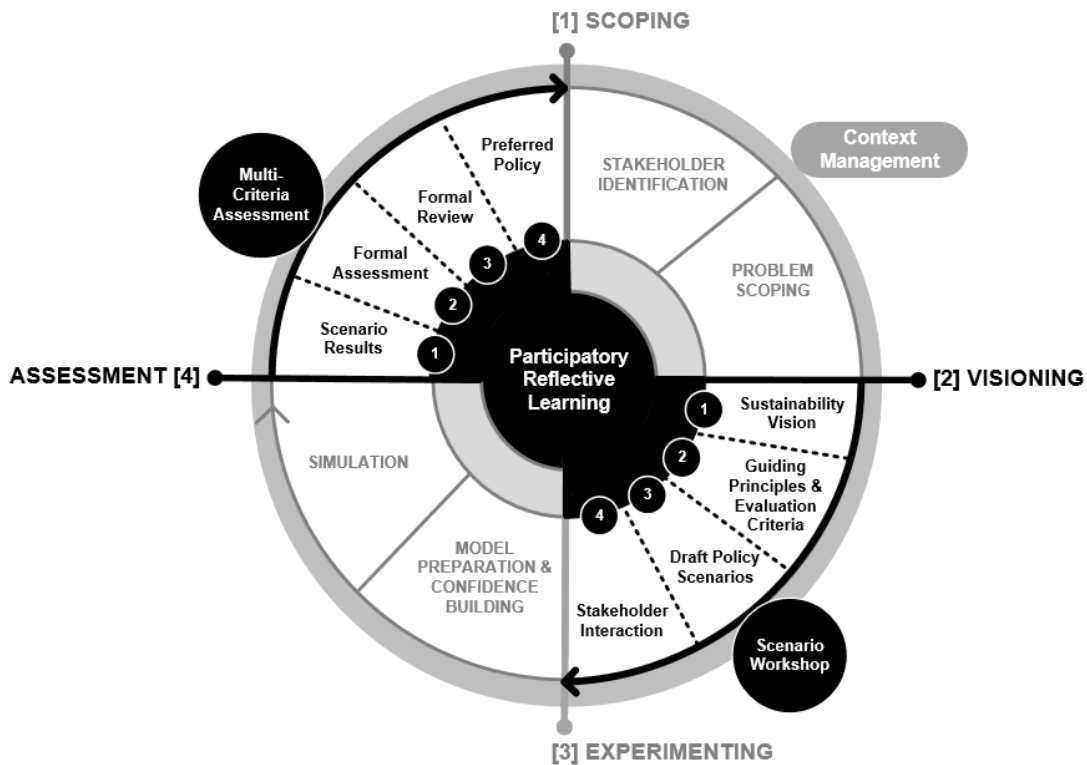 [1] SCOPING
Context
Management
STAKEHOLDER
IDENTIFICATION
PROBLEM
SCOPING
[2] VISIONING
1
Sustainability
Vision
2
Guiding
Principles &
Evaluation
Criteria
3
Draft Policy
Scenarios
4
Stakeholder
Interaction
Scenario
Workshop
[3] EXPERIMENTING
MODEL
PREPARATION &
CONFIDENCE
BUILDING
SIMULATION
ASSESSMENT [4]
1
Scenario
Results
2
Formal
Assessment
3
Formal
Review
4
Preferred
Policy
Multi-
Criteria
Assessment
Participatory
Reflective
Learning